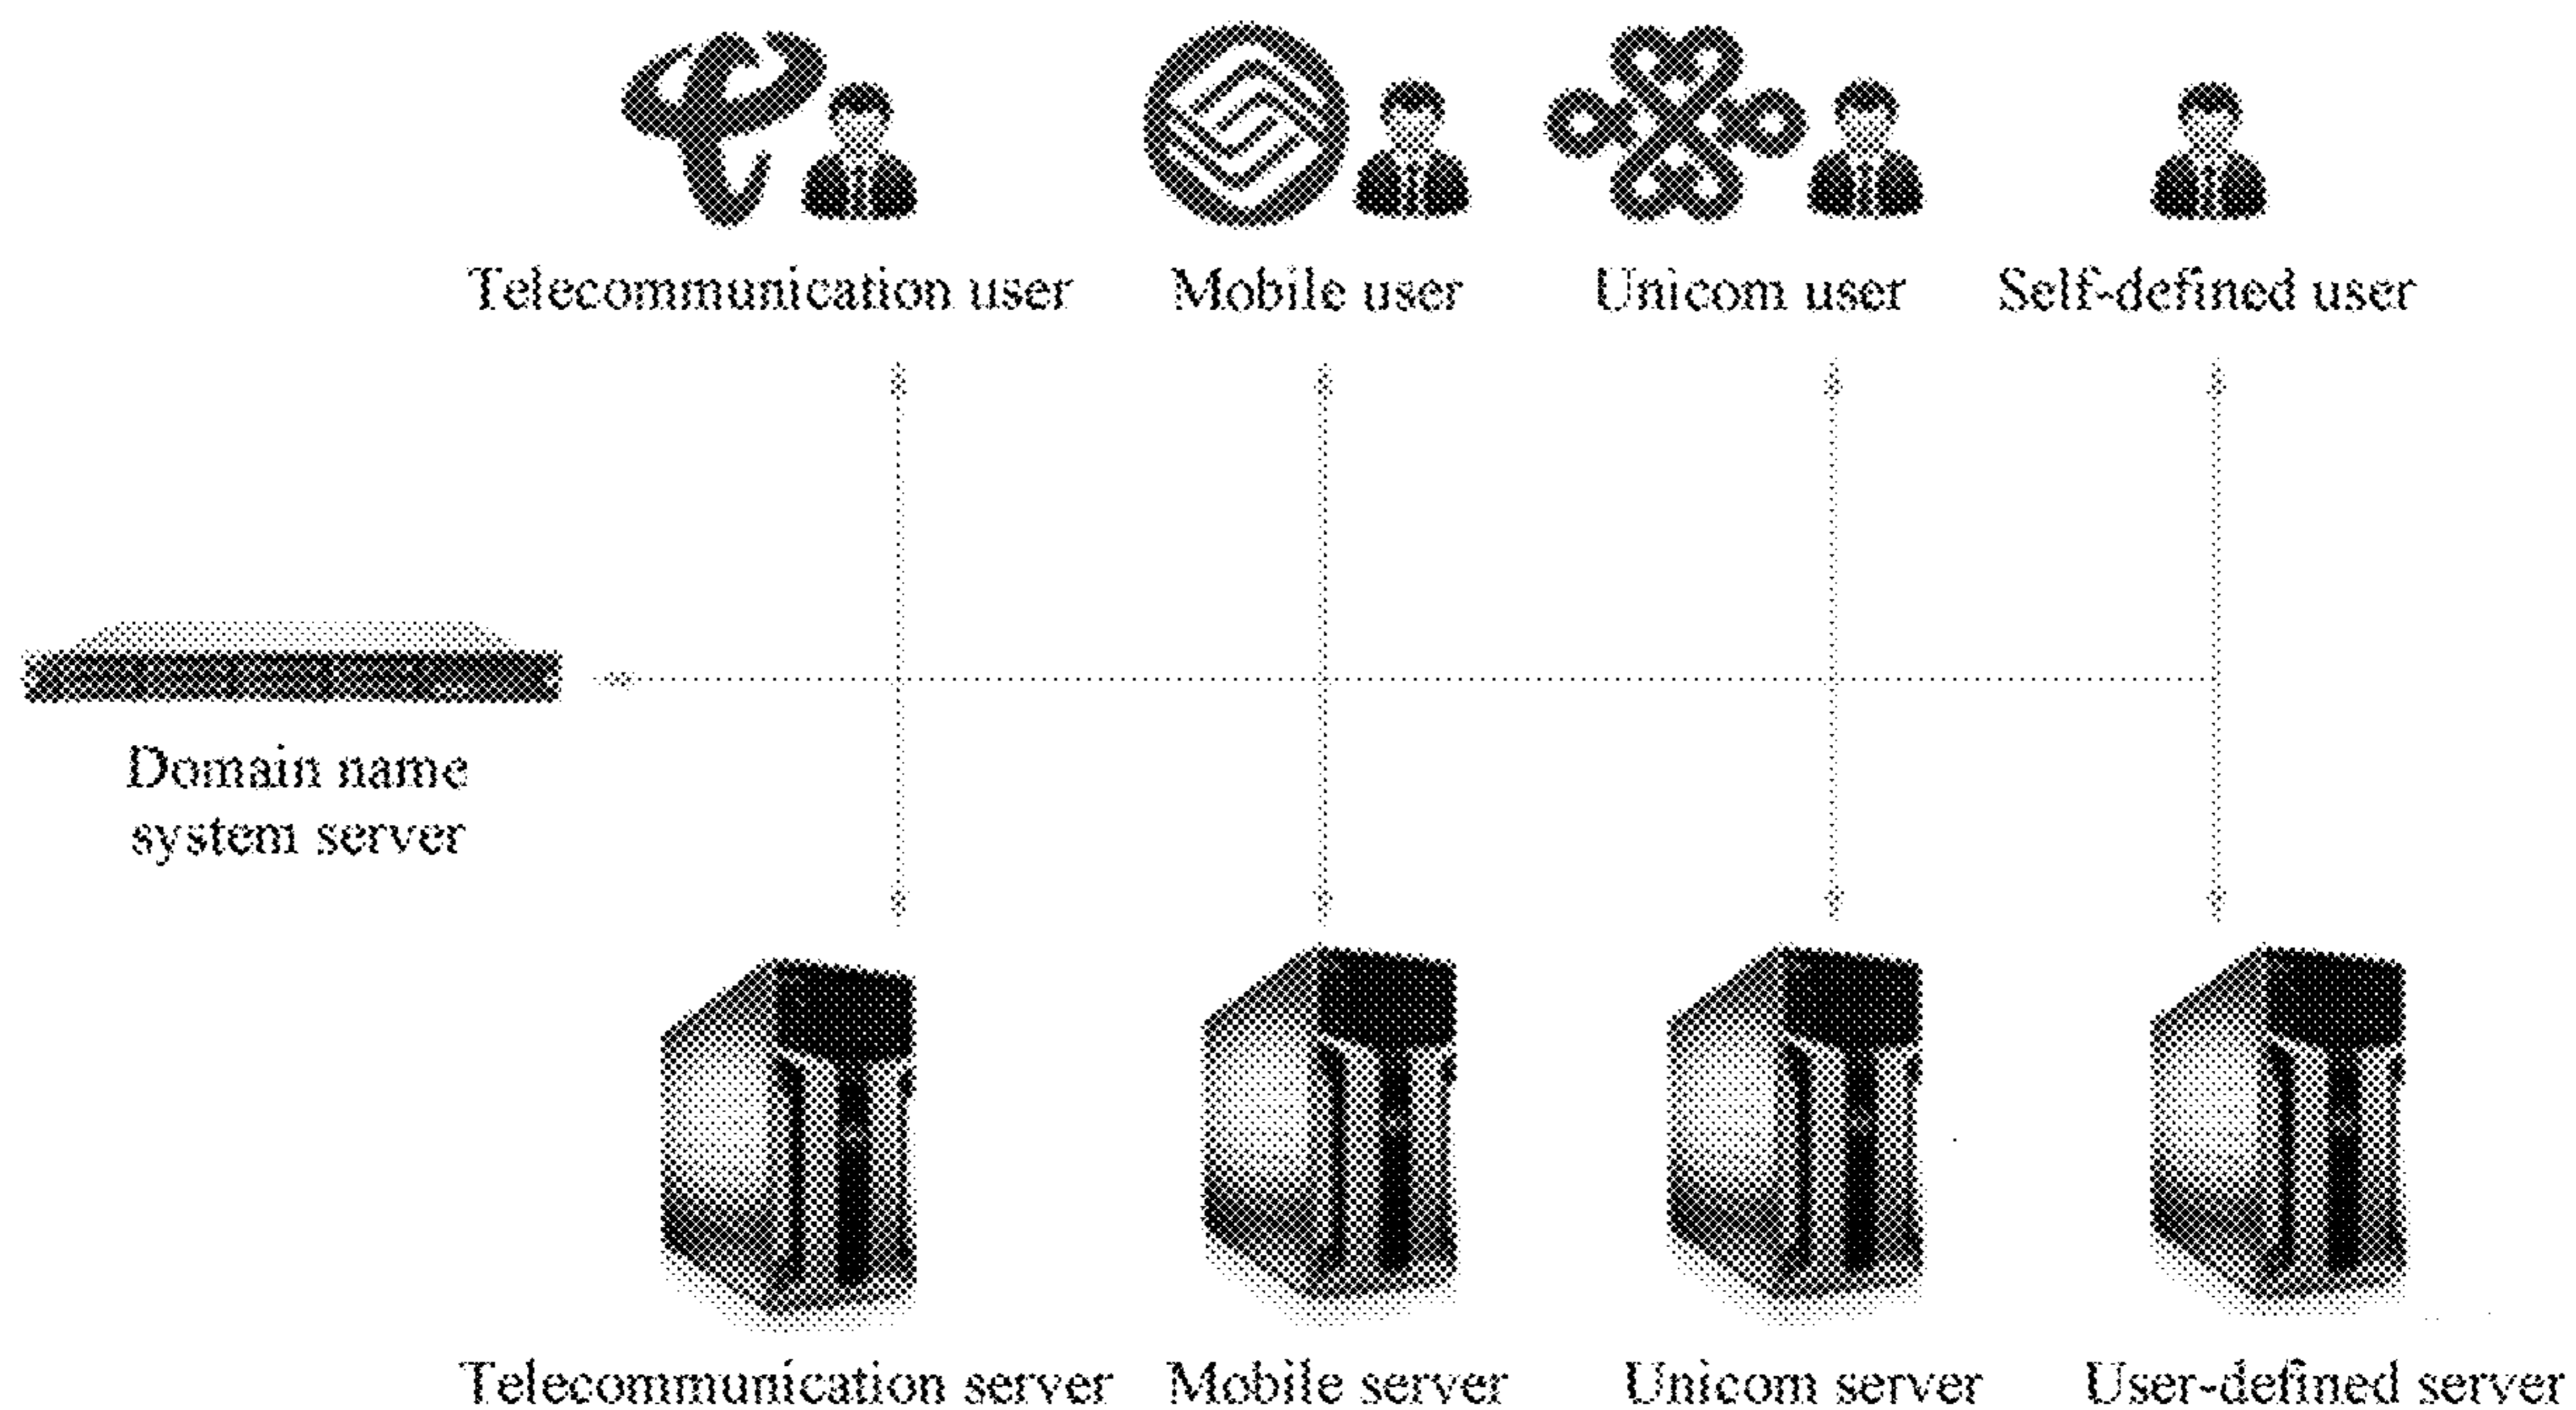 Telecommunication user
Mobile user
Unicom user
Self-defined user
Domain name
system server
Telecommunication server
Mobile server
Unicom server
User-defined server